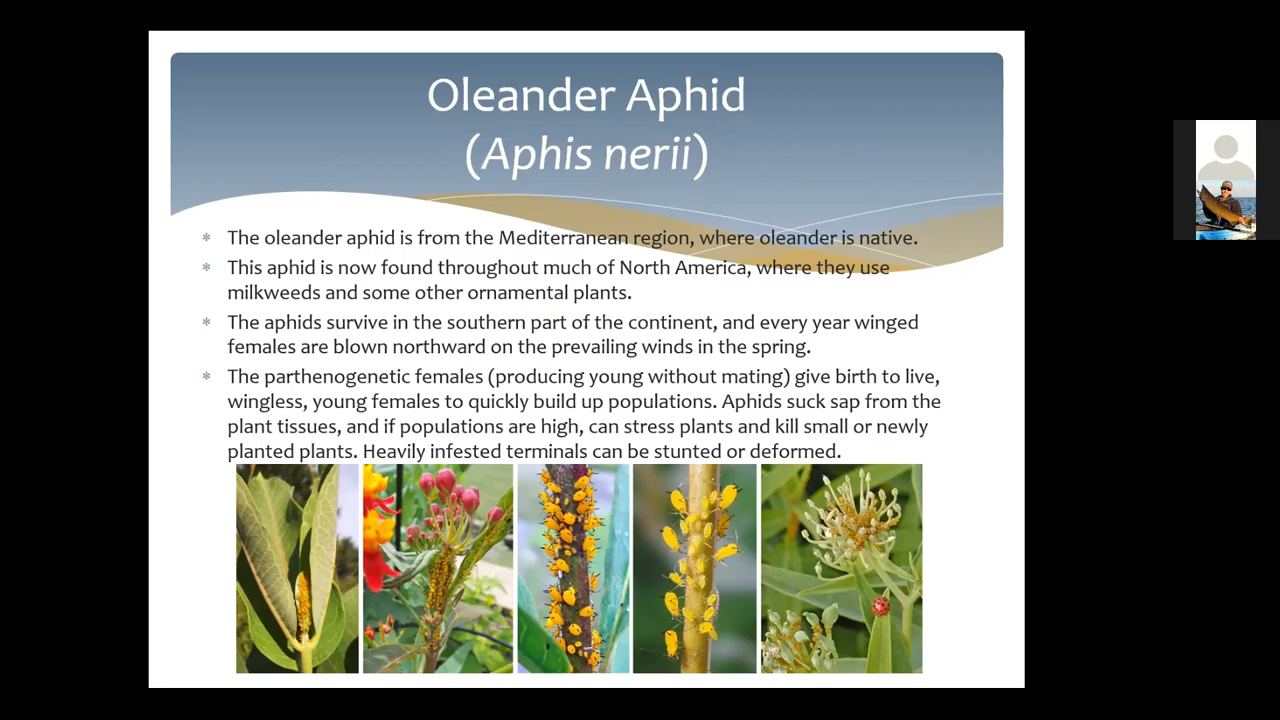 Oleander Aphid
(Aphis nerii)
* The oleander aphid is from the Mediterranean region, where oleander is native.
* This aphid is now found throughout much of North America, where they use
milkweeds and some other ornamental plants.
* The aphids survive in the southern part of the continent, and every year winged
females are blown northward on the prevailing winds in the spring.
* The parthenogenetic females (producing young without mating) give birth to live,
wingless, young females to quickly build up populations. Aphids suck sap from the
plant tissues, and if populations are high, can stress plants and kill small or newly
planted plants. Heavily infested terminals can be stunted or deformed.